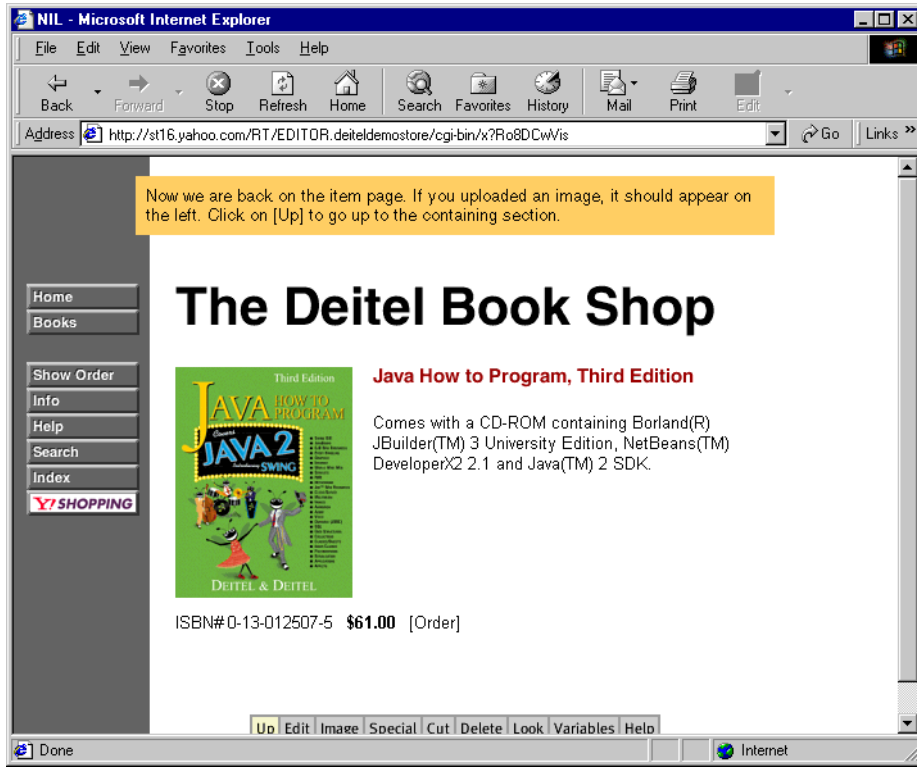 NIL - Microsoft Internet Explorer
File Edit View Favorites Tools Help
Back Forward Stop Refresh Home Search Favorites History Mail Print Edit
Address http://st16.yahoo.com/RT/EDITOR.deiteldemostore/cgi-bin/x?Ro8DCwVis Go Links »
Now we are back on the item page. If you uploaded an image, it should appear on
the left. Click on [Up] to go up to the containing section.
Home
Books
Show Order
Info
Help
Search
Index
Y! SHOPPING
The Deitel Book Shop
Third Edition
JAVA HOW TO
PROGRAM
Covers
JAVA 2
Introducing SWING
DEITEL & DEITEL
Java How to Program, Third Edition
Comes with a CD-ROM containing Borland(R)
JBuilder(TM) 3 University Edition, NetBeans(TM)
DeveloperX2 2.1 and Java(TM) 2 SDK.
ISBN# 0-13-012507-5 $61.00 [Order]
Up Edit Image Special Cut Delete Look Variables Help
Done Internet